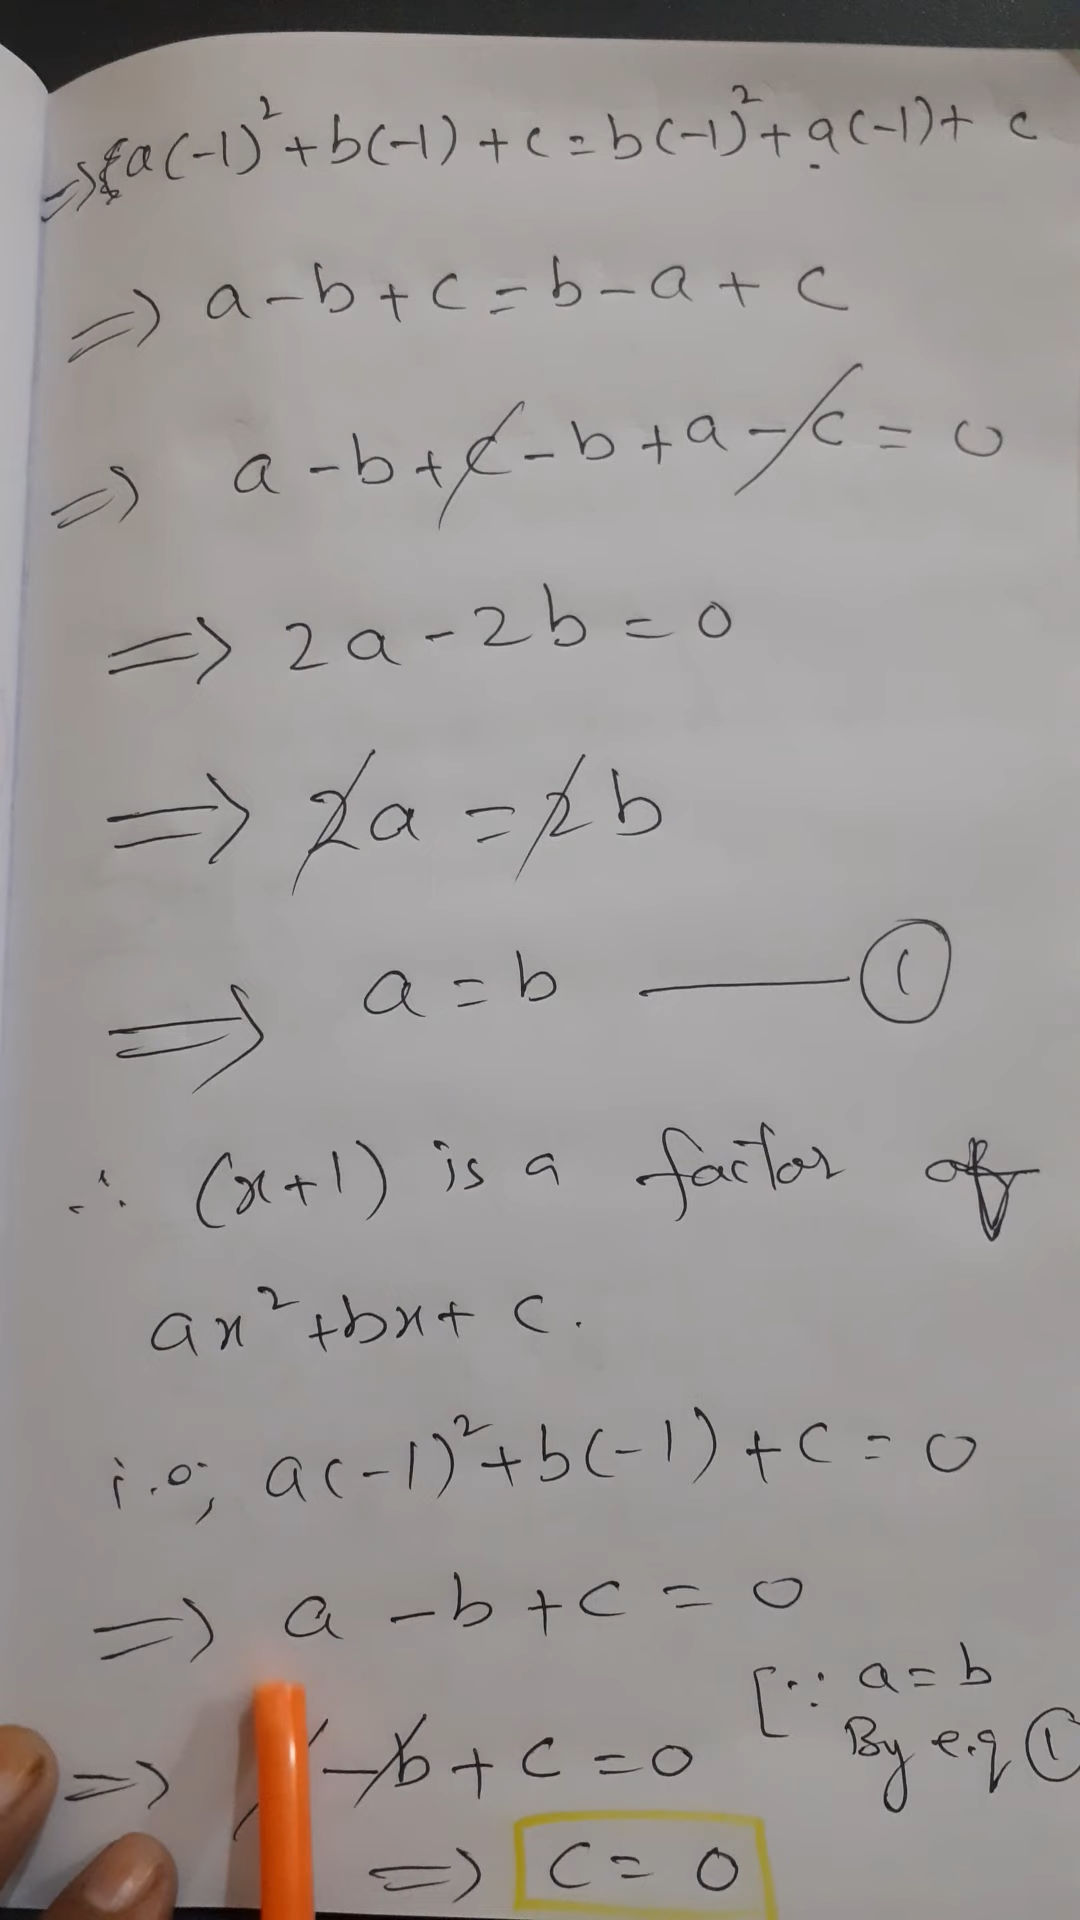 ⇒ a(-1)² + b(-1) + c = b(-1)² + a(-1) + c
⇒ a - b + c = b - a + c
⇒ a - b + c - b + a - c = 0
⇒ 2a - 2b = 0
⇒ 2a = 2b
⇒ a = b —— ①
∴ (x+1) is a factor of
ax² + bx + c.
i.e; a(-1)² + b(-1) + c = 0
⇒ a - b + c = 0
[∵ a = b
By e.q ①
⇒ - b + c = 0
⇒ c = 0